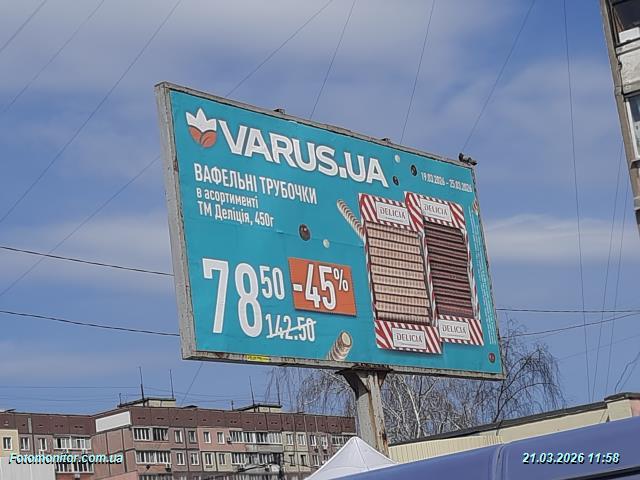 VARUS.UA
19.03.2026 - 25.03.2026
ВАФЕЛЬНІ ТРУБОЧКИ
в асортименті
ТМ Деліція, 450г
DELICIA DELICIA
78 50 -45%
142.50
DELICIA DELICIA
Fotomonitor.com.ua 21.03.2026 11:58